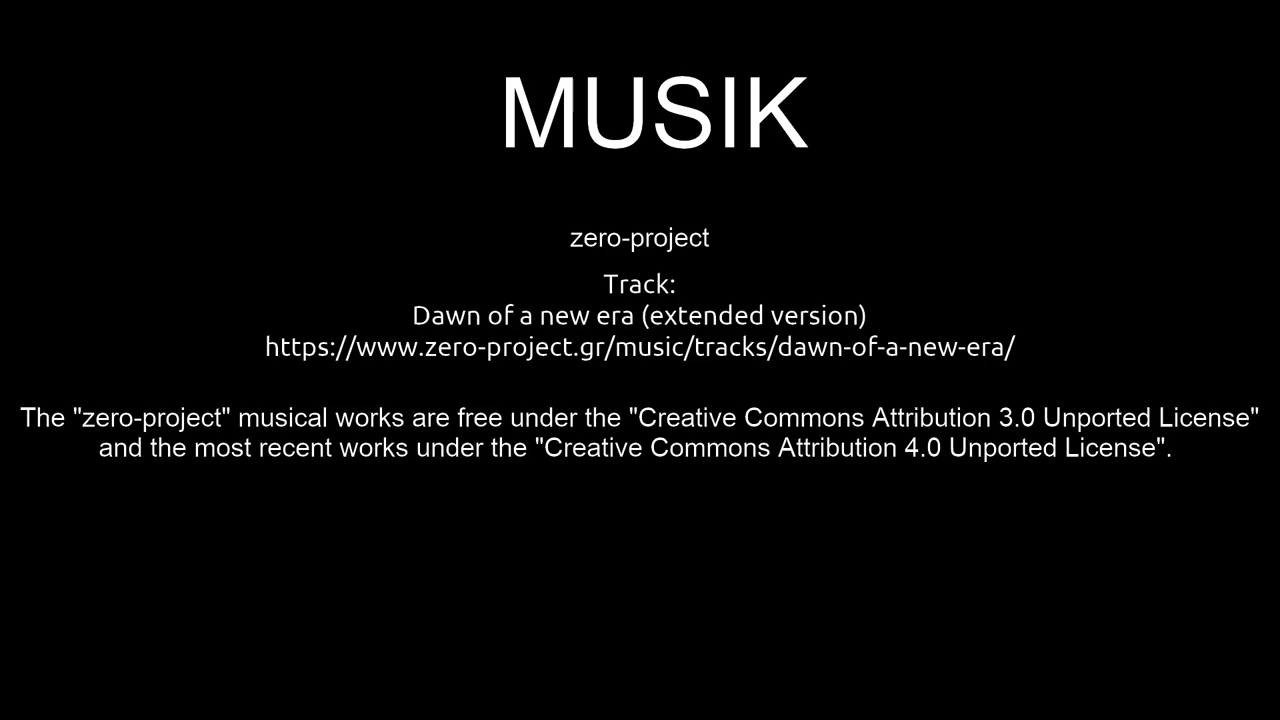 MUSIK
zero-project
Track:
Dawn of a new era (extended version)
https://www.zero-project.gr/music/tracks/dawn-of-a-new-era/
The "zero-project" musical works are free under the "Creative Commons Attribution 3.0 Unported License"
and the most recent works under the "Creative Commons Attribution 4.0 Unported License".